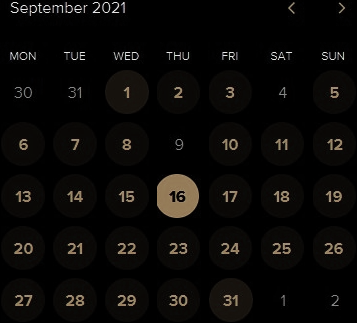 September 2021
MON TUE WED THU FRI SAT SUN
30 31 1 2 3 4 5
6 7 8 9 10 11 12
13 14 15 16 17 18 19
20 21 22 23 24 25 26
27 28 29 30 31 1 2